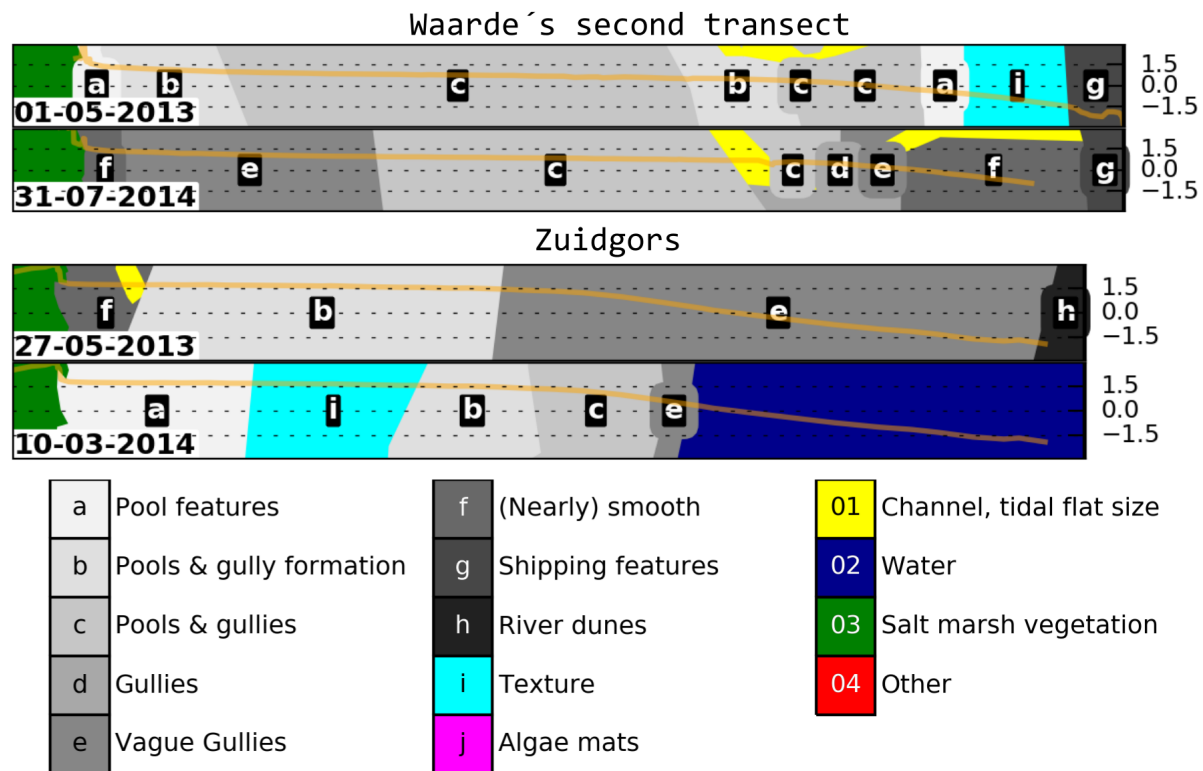 Waarde´s second transect
a b c b c c a i g
01-05-2013
1.5
0.0
−1.5
f e c c d e f g
31-07-2014
1.5
0.0
−1.5
Zuidgors
f b e h
27-05-2013
1.5
0.0
−1.5
a i b c e
10-03-2014
1.5
0.0
−1.5
a Pool features
b Pools & gully formation
c Pools & gullies
d Gullies
e Vague Gullies
f (Nearly) smooth
g Shipping features
h River dunes
i Texture
j Algae mats
01 Channel, tidal flat size
02 Water
03 Salt marsh vegetation
04 Other